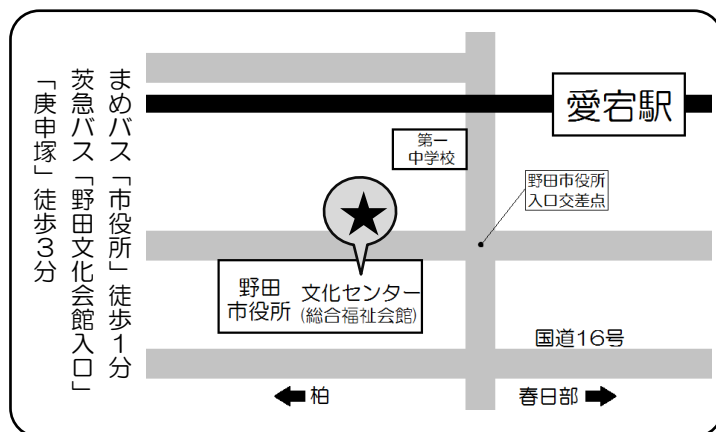 まめバス「市役所」徒歩1分
茨急バス「野田文化会館入口」
「庚申塚」徒歩3分
愛宕駅
第一
中学校
野田市役所
入口交差点
野田
市役所
文化センター
(総合福祉会館)
国道16号
柏
春日部